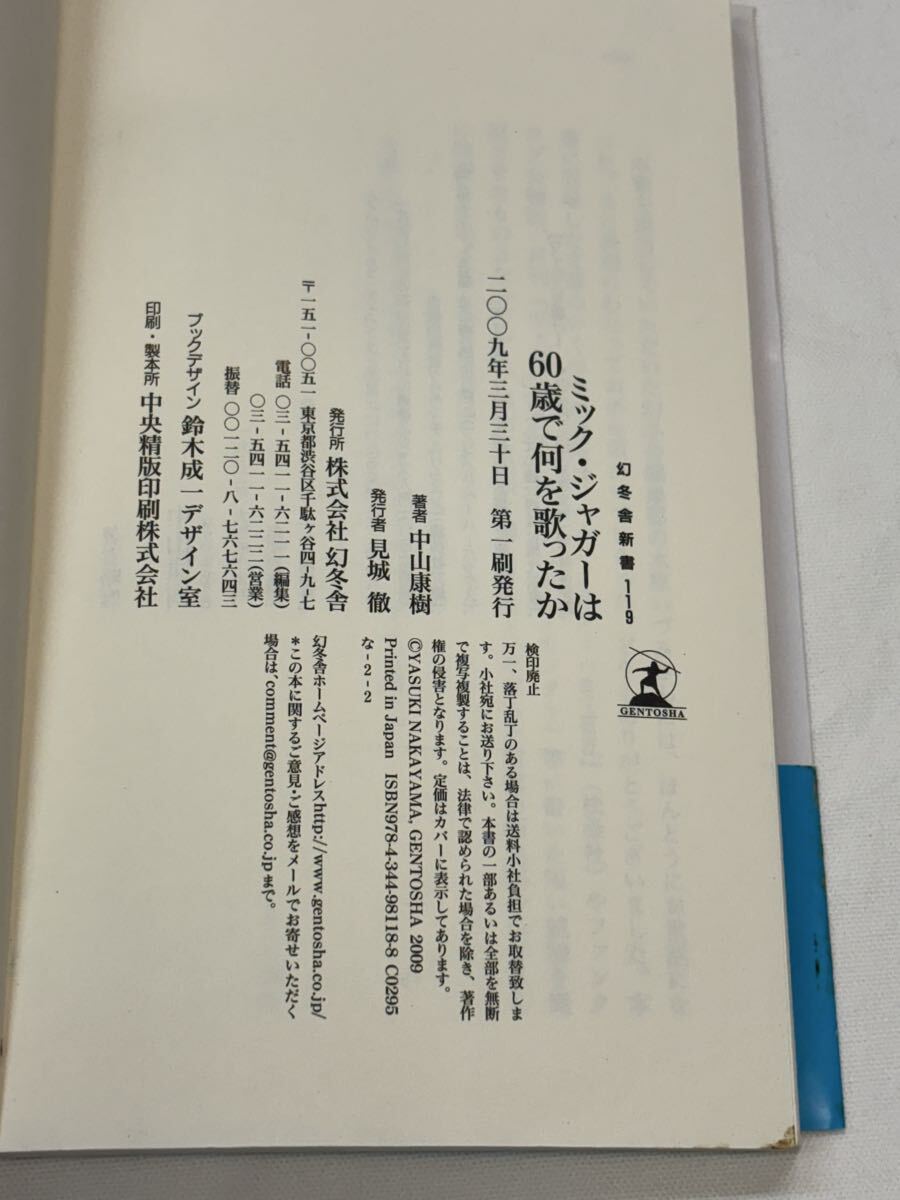 幻冬舎新書 119
ミック・ジャガーは
60歳で何を歌ったか
二〇〇九年三月三十日 第一刷発行
著者 中山康樹
発行者 見城 徹
発行所 株式会社 幻冬舎
〒一五一-〇〇五一 東京都渋谷区千駄ヶ谷四-九-七
電話 〇三-五四一一-六二一一(編集)
〇三-五四一一-六二二二(営業)
振替 〇〇一二〇-八-七六七六四三
ブックデザイン 鈴木成一デザイン室
印刷・製本所 中央精版印刷株式会社
GENTOSHA
検印廃止
万一、落丁乱丁のある場合は送料小社負担でお取替致しま
す。小社宛にお送り下さい。本書の一部あるいは全部を無断
で複写複製することは、法律で認められた場合を除き、著作
権の侵害となります。定価はカバーに表示してあります。
©YASUKI NAKAYAMA, GENTOSHA 2009
Printed in Japan ISBN978-4-344-98118-8 C0295
な-2-2
幻冬舎ホームページアドレスhttp://www.gentosha.co.jp/
*この本に関するご意見・ご感想をメールでお寄せいただく
場合は、comment@gentosha.co.jpまで。